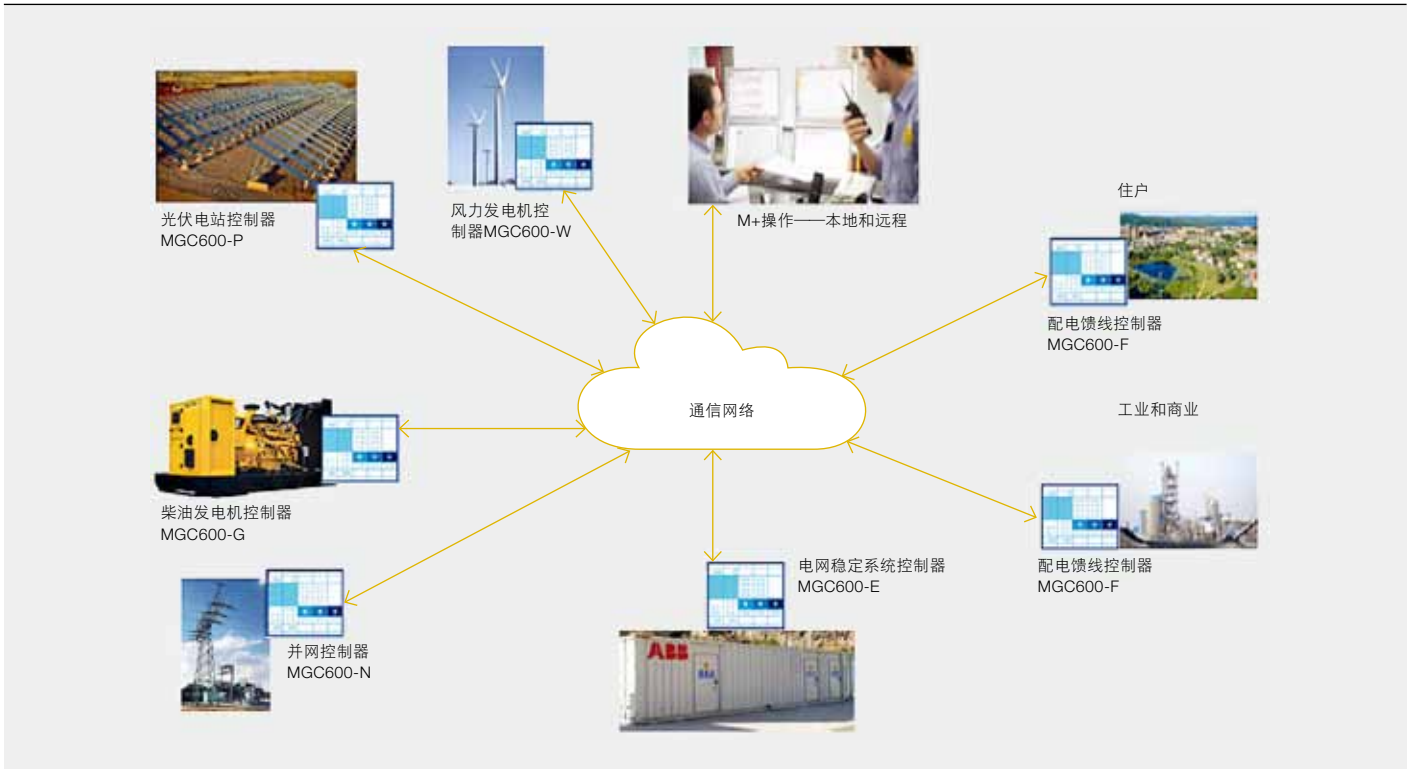 光伏电站控制器
MGC600-P
风力发电机控
制器MGC600-W
M+操作——本地和远程
住户
配电馈线控制器
MGC600-F
通信网络
工业和商业
柴油发电机控制器
MGC600-G
配电馈线控制器
MGC600-F
电网稳定系统控制器
MGC600-E
并网控制器
MGC600-N
ABB